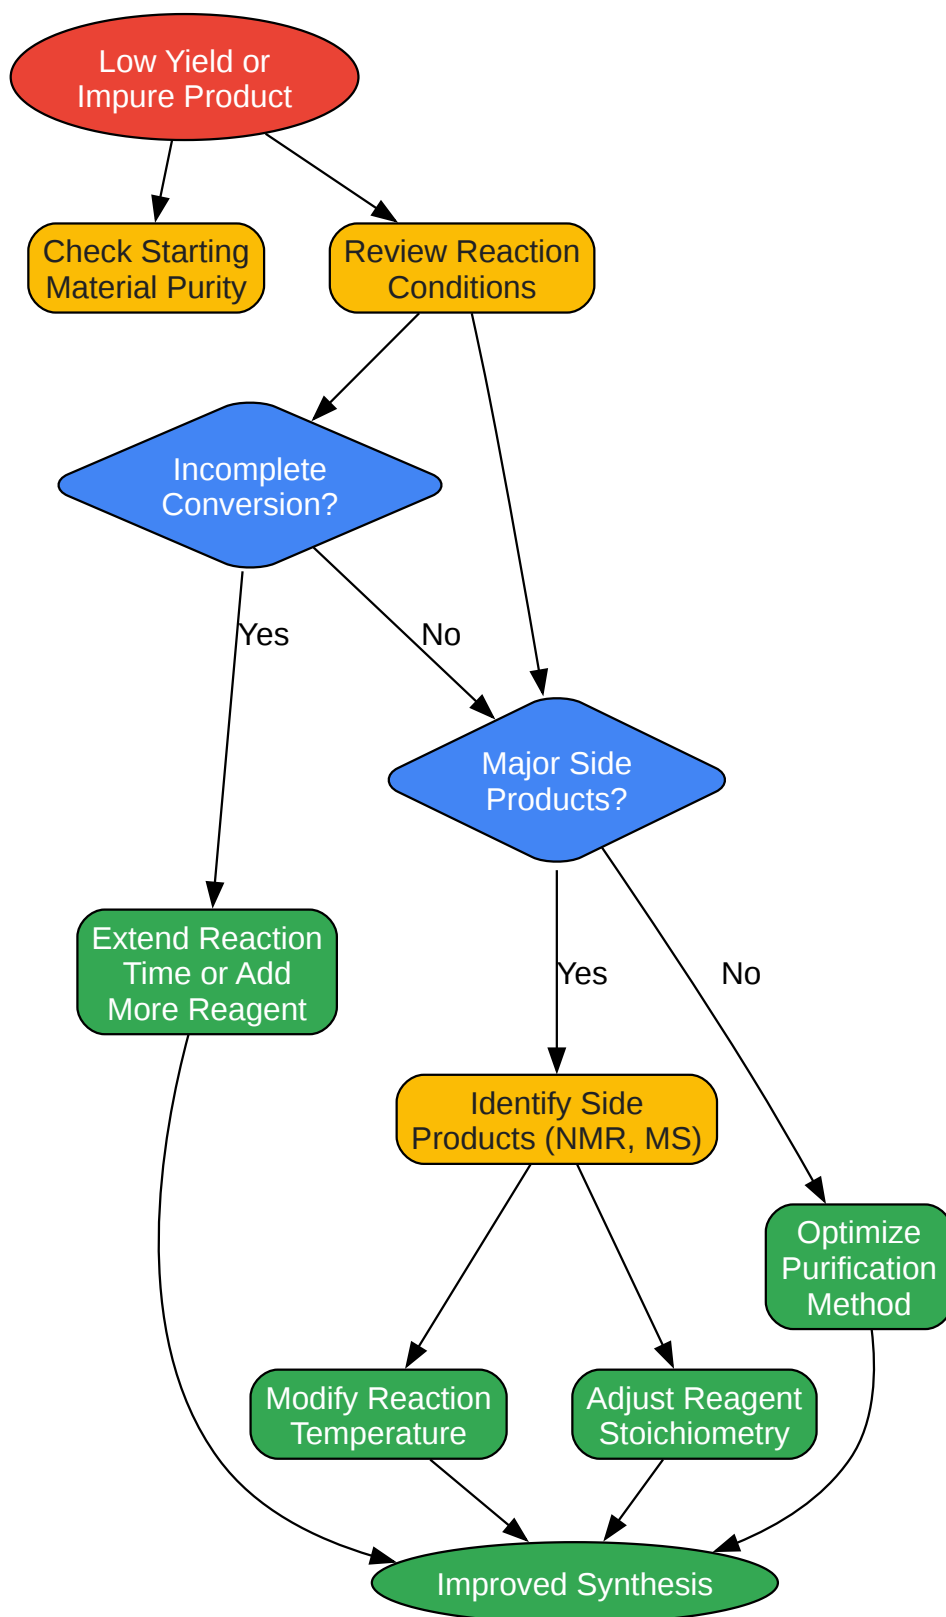 Low Yield or
Impure Product
Check Starting
Material Purity
Review Reaction
Conditions
Incomplete
Conversion?
Yes
No
Major Side
Products?
Extend Reaction
Time or Add
More Reagent
Yes
No
Identify Side
Products (NMR, MS)
Optimize
Purification
Method
Modify Reaction
Temperature
Adjust Reagent
Stoichiometry
Improved Synthesis